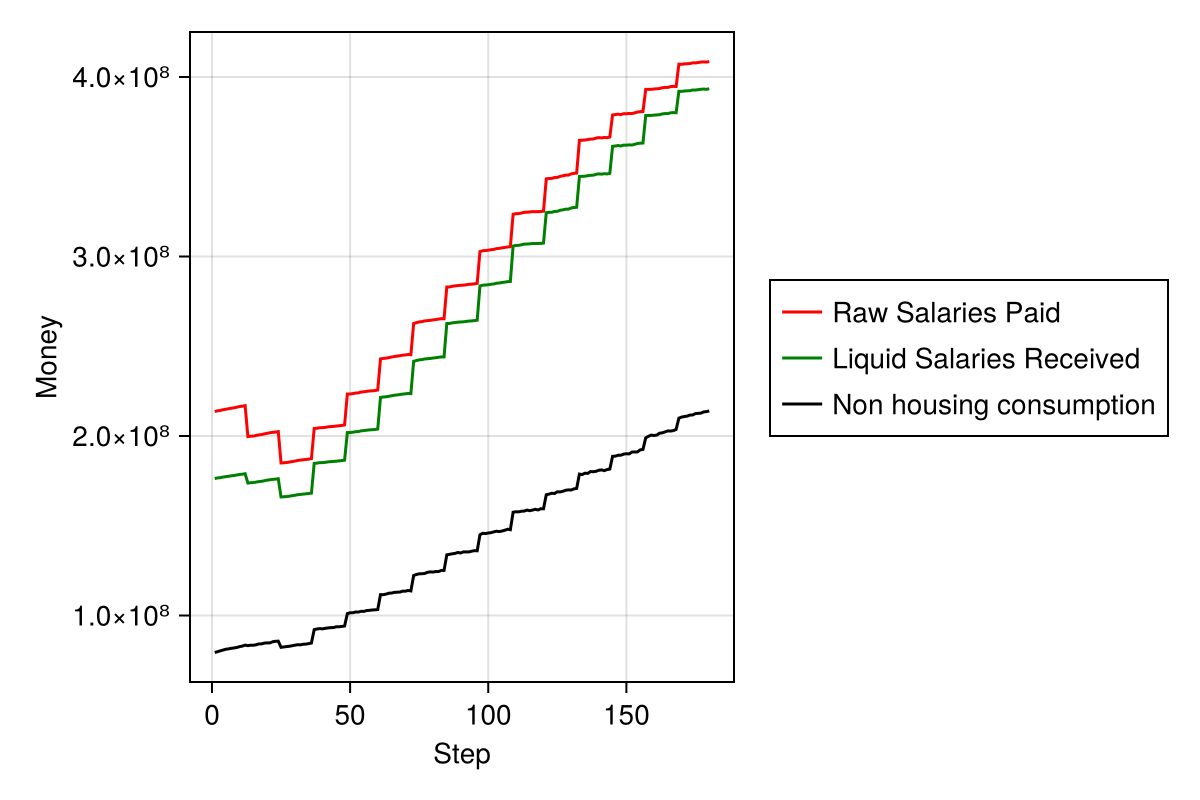 4.0×10⁸
3.0×10⁸
2.0×10⁸
1.0×10⁸
Money
0 50 100 150
Step
Raw Salaries Paid
Liquid Salaries Received
Non housing consumption